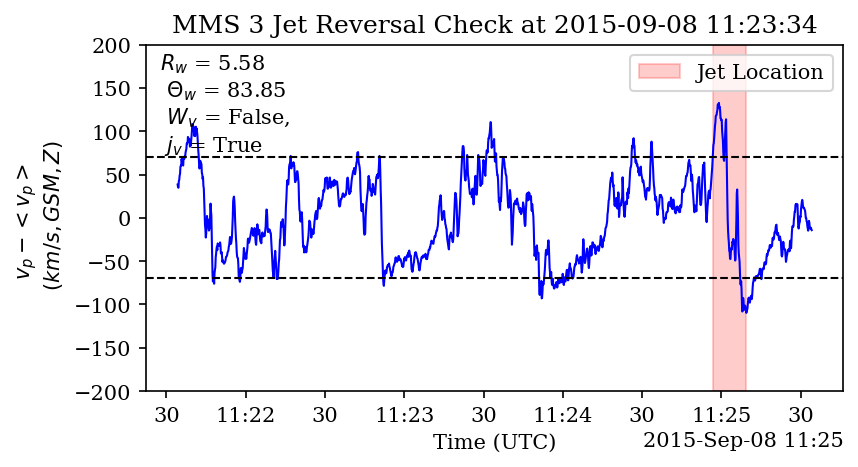 MMS 3 Jet Reversal Check at 2015-09-08 11:23:34
R_w = 5.58
Θ_w = 83.85
W_v = False,
j_v = True
Jet Location
v_p − < v_p >
(km/s, GSM, Z)
200
150
100
50
0
−50
−100
−150
−200
30 11:22 30 11:23 30 11:24 30 11:25 30
Time (UTC)
2015-Sep-08 11:25